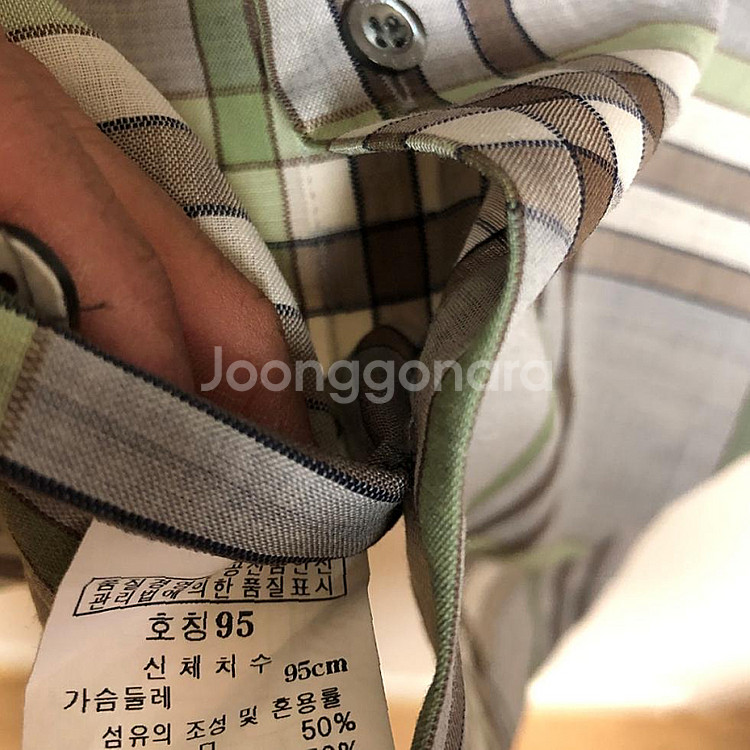 Joonggonara
공산품안전
품질경영및
관리법에의한 품질표시
호칭95
신체치수 95cm
가슴둘레
섬유의 조성 및 혼용률
50%
50%